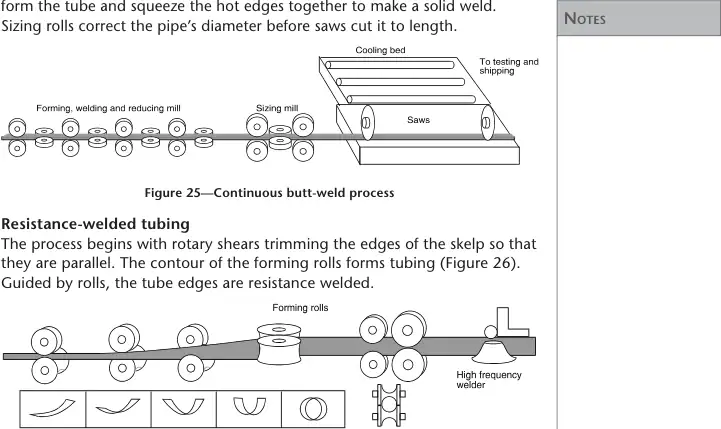 form the tube and squeeze the hot edges together to make a solid weld.
Sizing rolls correct the pipe's diameter before saws cut it to length.
NOTES
Cooling bed
To testing and
shipping
Forming, welding and reducing mill
Sizing mill
Saws
Figure 25—Continuous butt-weld process
Resistance-welded tubing
The process begins with rotary shears trimming the edges of the skelp so that
they are parallel. The contour of the forming rolls forms tubing (Figure 26).
Guided by rolls, the tube edges are resistance welded.
Forming rolls
High frequency
welder